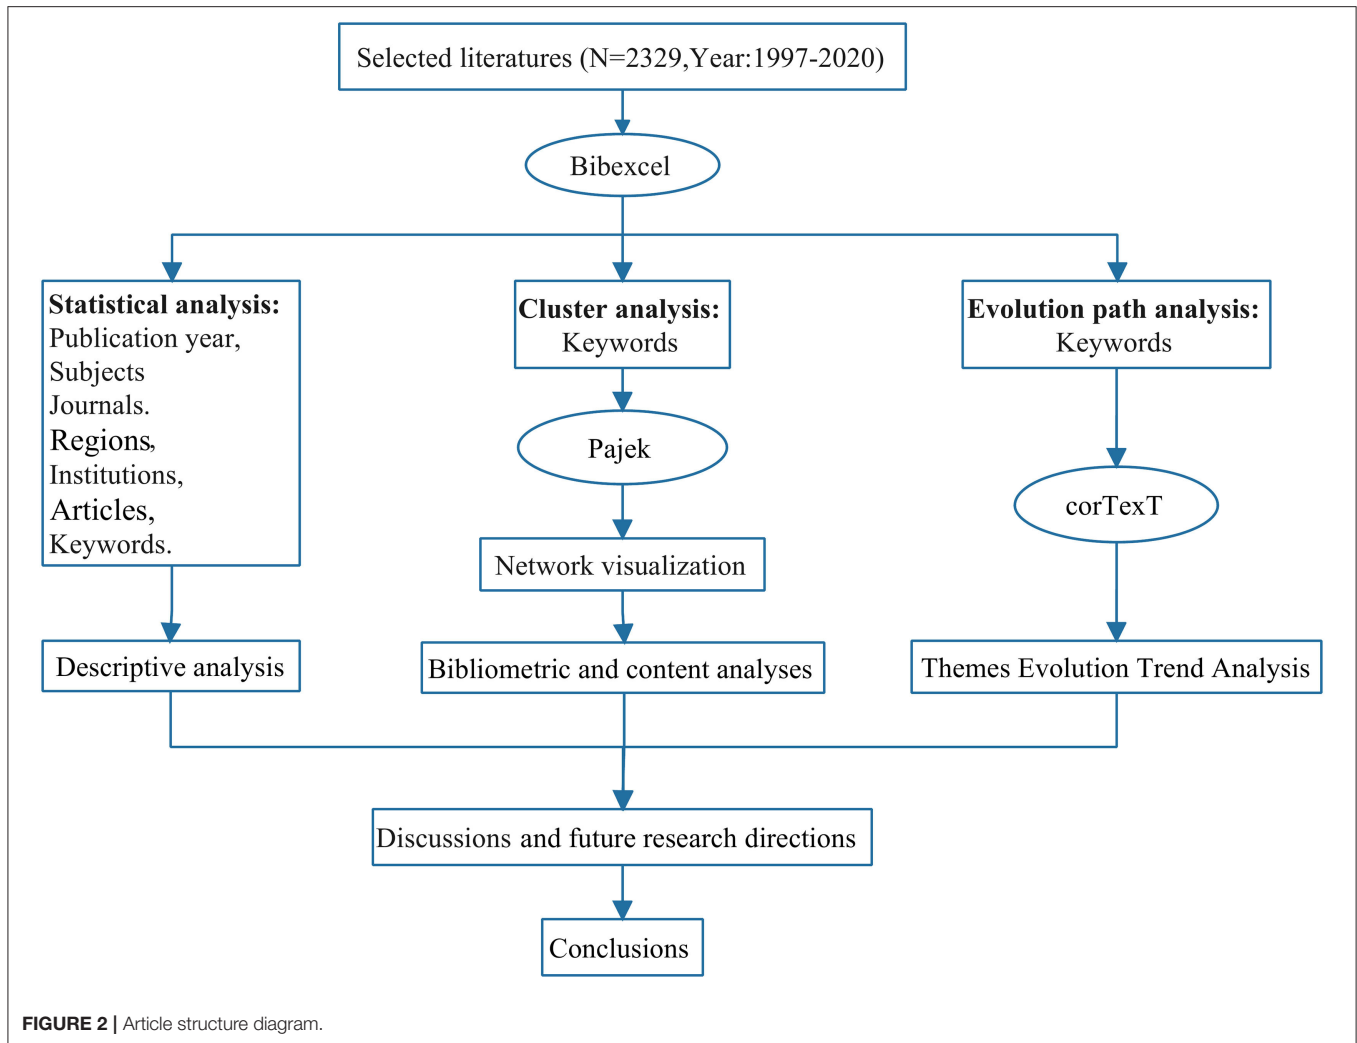 Selected literatures (N=2329,Year:1997-2020)
Bibexcel
Statistical analysis:
Publication year,
Subjects
Journals.
Regions,
Institutions,
Articles,
Keywords.
Descriptive analysis
Cluster analysis:
Keywords
Pajek
Network visualization
Bibliometric and content analyses
Evolution path analysis:
Keywords
corTexT
Themes Evolution Trend Analysis
Discussions and future research directions
Conclusions
FIGURE 2 | Article structure diagram.